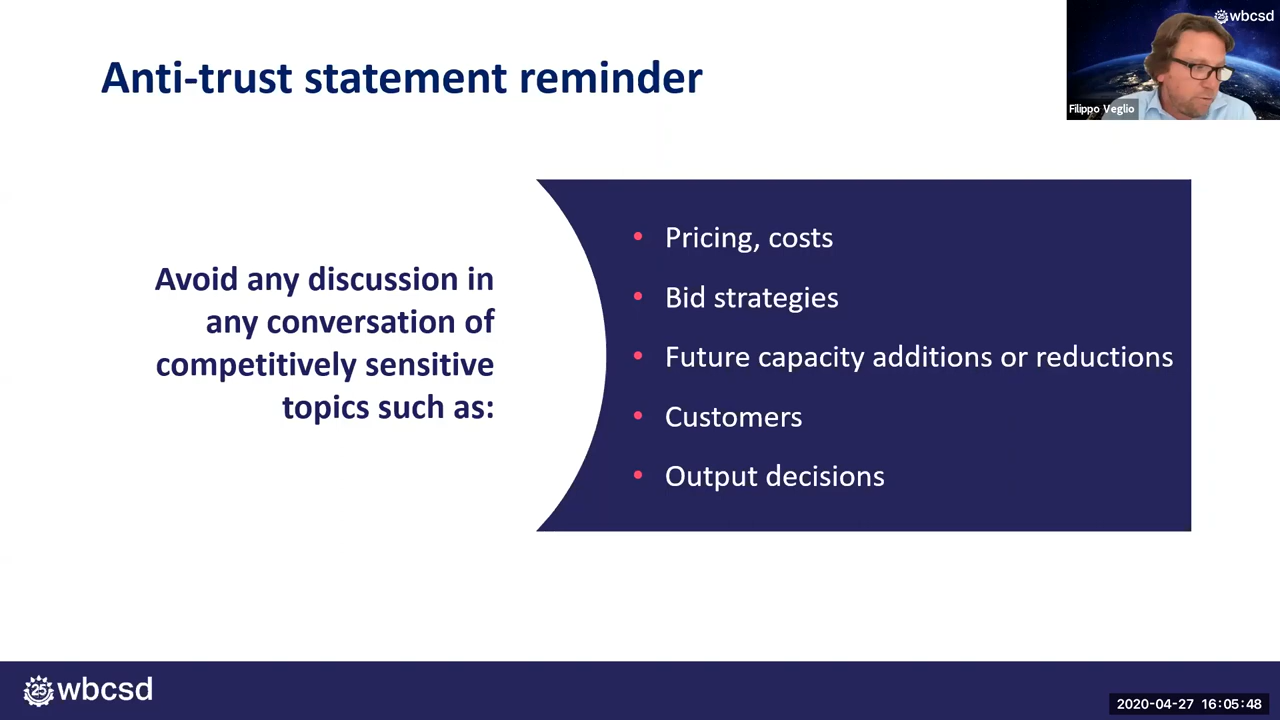 Anti-trust statement reminder
wbcsd
Filippo Veglio
Avoid any discussion in
any conversation of
competitively sensitive
topics such as:
• Pricing, costs
• Bid strategies
• Future capacity additions or reductions
• Customers
• Output decisions
25 wbcsd
2020-04-27 16:05:48